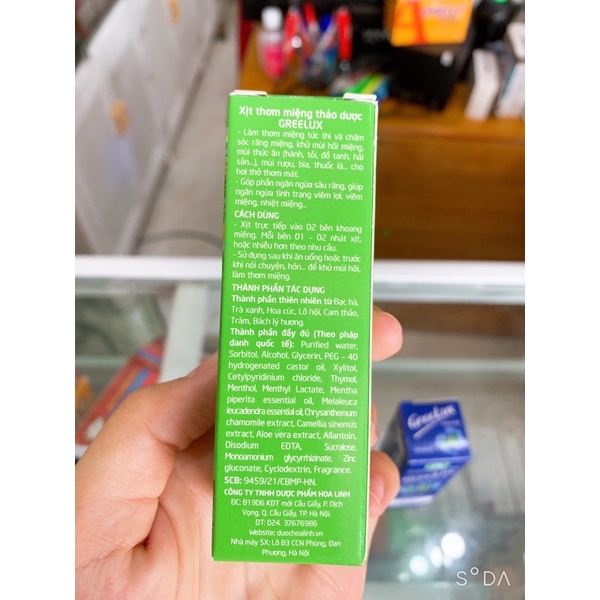 Xịt thơm miệng thảo dược
GREELUX
- Làm thơm miệng tức thì và chăm
sóc răng miệng, khử mùi hôi miệng,
mùi thức ăn (hành, tỏi, đồ tanh, hải
sản...), mùi rượu, bia, thuốc lá... cho
hơi thở thơm mát.
- Góp phần ngăn ngừa sâu răng, giúp
ngăn ngừa tình trạng viêm lợi, viêm
miệng, nhiệt miệng...
CÁCH DÙNG
- Xịt trực tiếp vào 02 bên khoang
miệng. Mỗi bên 01 - 02 nhát xịt,
hoặc nhiều hơn theo nhu cầu.
- Sử dụng sau khi ăn uống hoặc trước
khi nói chuyện, hôn... để khử mùi hôi,
làm thơm miệng.
THÀNH PHẦN TÁC DỤNG
Thành phần thiên nhiên từ Bạc hà,
Trà xanh, Hoa cúc, Lô hội, Cam thảo,
Tràm, Bách lý hương.
Thành phần đầy đủ (Theo pháp
danh quốc tế): Purified water,
Sorbitol, Alcohol, Glycerin, PEG - 40
hydrogenated castor oil, Xylitol,
Cetylpyridinium chloride, Thymol,
Menthol, Menthyl Lactate, Mentha
piperita essential oil, Melaleuca
leucadendra essential oil, Chrysanthemum
chamomile extract, Camellia sinensis
extract, Aloe vera extract, Allantoin,
Disodium EDTA, Sucralose,
Monoamonium glycyrrhizinate, Zinc
gluconate, Cyclodextrin, Fragrance.
SCB: 9459/21/CBMP-HN.
CÔNG TY TNHH DƯỢC PHẨM HOA LINH
ĐC: B19D6 KĐT mới Cầu Giấy, P. Dịch
Vọng, Q. Cầu Giấy, TP. Hà Nội.
ĐT: 024. 37676986
Website: duochoalinh.vn
Nhà máy SX: Lô B3 CCN Phùng, Đan
Phượng, Hà Nội
GreeLux
SODA